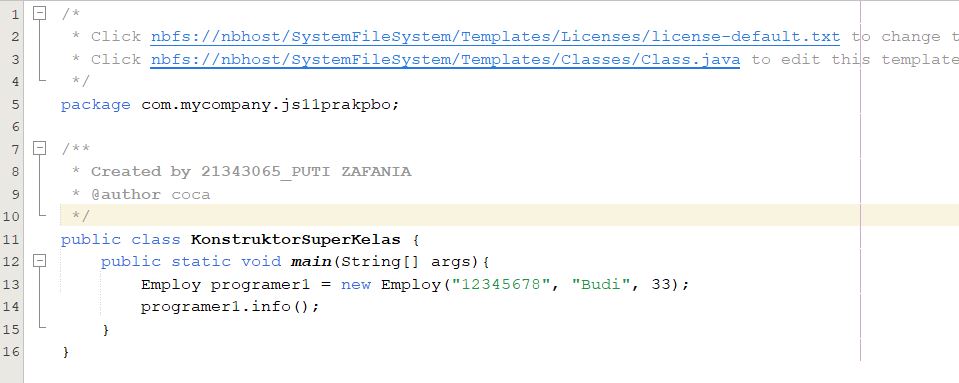 1 /*
2 * Click nbfs://nbhost/SystemFileSystem/Templates/Licenses/license-default.txt to change t
3 * Click nbfs://nbhost/SystemFileSystem/Templates/Classes/Class.java to edit this template
4 */
5 package com.mycompany.js11prakpbo;
6
7 /**
8 * Created by 21343065_PUTI ZAFANIA
9 * @author coca
10 */
11 public class KonstruktorSuperKelas {
12 public static void main(String[] args){
13 Employ programer1 = new Employ("12345678", "Budi", 33);
14 programer1.info();
15 }
16 }